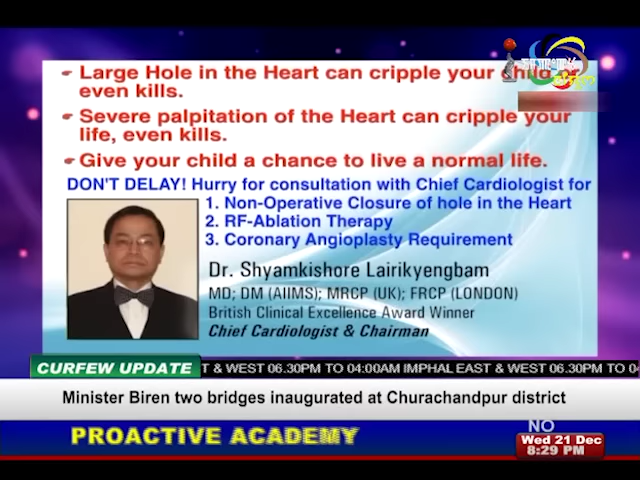 Large Hole in the Heart can cripple your child &
even kills.
Severe palpitation of the Heart can cripple your
life, even kills.
Give your child a chance to live a normal life.
DON'T DELAY! Hurry for consultation with Chief Cardiologist for
1. Non-Operative Closure of hole in the Heart
2. RF-Ablation Therapy
3. Coronary Angioplasty Requirement
Dr. Shyamkishore Lairikyengbam
MD; DM (AIIMS); MRCP (UK); FRCP (LONDON)
British Clinical Excellence Award Winner
Chief Cardiologist & Chairman
CURFEW UPDATE
T & WEST 06.30PM TO 04:00AM IMPHAL EAST & WEST 06.30PM TO 04
Minister Biren two bridges inaugurated at Churachandpur district
PROACTIVE ACADEMY
NO
Wed 21 Dec
8:29 PM